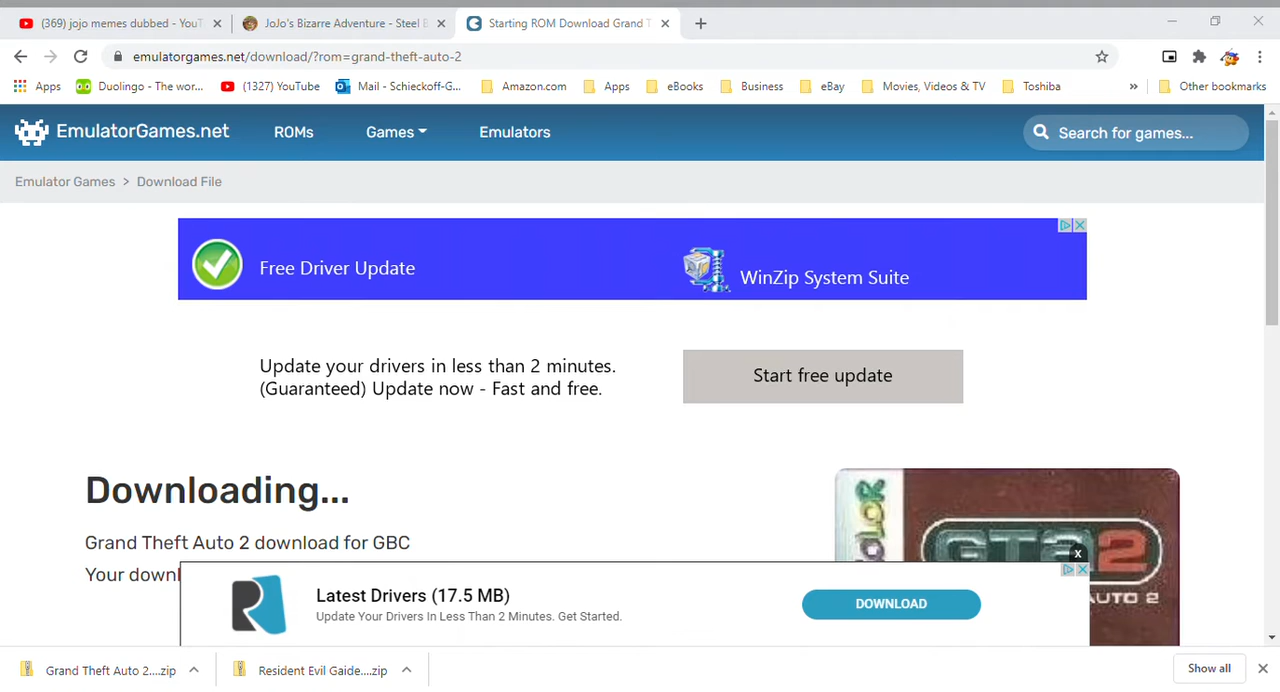 (369) jojo memes dubbed - YouT
JoJo's Bizarre Adventure - Steel B
Starting ROM Download Grand T
emulatorgames.net/download/?rom=grand-theft-auto-2
Apps Duolingo - The wor... (1327) YouTube Mail - Schieckoff-G... Amazon.com Apps eBooks Business eBay Movies, Videos & TV Toshiba » Other bookmarks
EmulatorGames.net ROMs Games Emulators Search for games...
Emulator Games > Download File
Free Driver Update
WinZip System Suite
Update your drivers in less than 2 minutes.
(Guaranteed) Update now - Fast and free.
Start free update
Downloading...
Grand Theft Auto 2 download for GBC
Your downl
GTA2
AUTO 2
x
Latest Drivers (17.5 MB)
Update Your Drivers In Less Than 2 Minutes. Get Started.
DOWNLOAD
Grand Theft Auto 2....zip
Resident Evil Gaide....zip
Show all